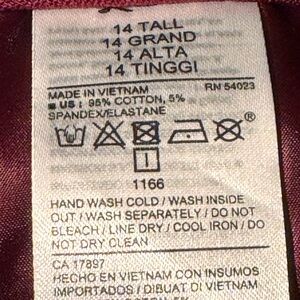 14 TALL
14 GRAND
14 ALTA
14 TINGGI
MADE IN VIETNAM RN 54023
US: 95% COTTON, 5%
SPANDEX/ELASTANE
®
1166
HAND WASH COLD / WASH INSIDE
OUT / WASH SEPARATELY / DO NOT
BLEACH / LINE DRY / COOL IRON / DO
NOT DRY CLEAN
CA 17897
HECHO EN VIETNAM CON INSUMOS
IMPORTADOS / DIBUAT DI VIETNAM